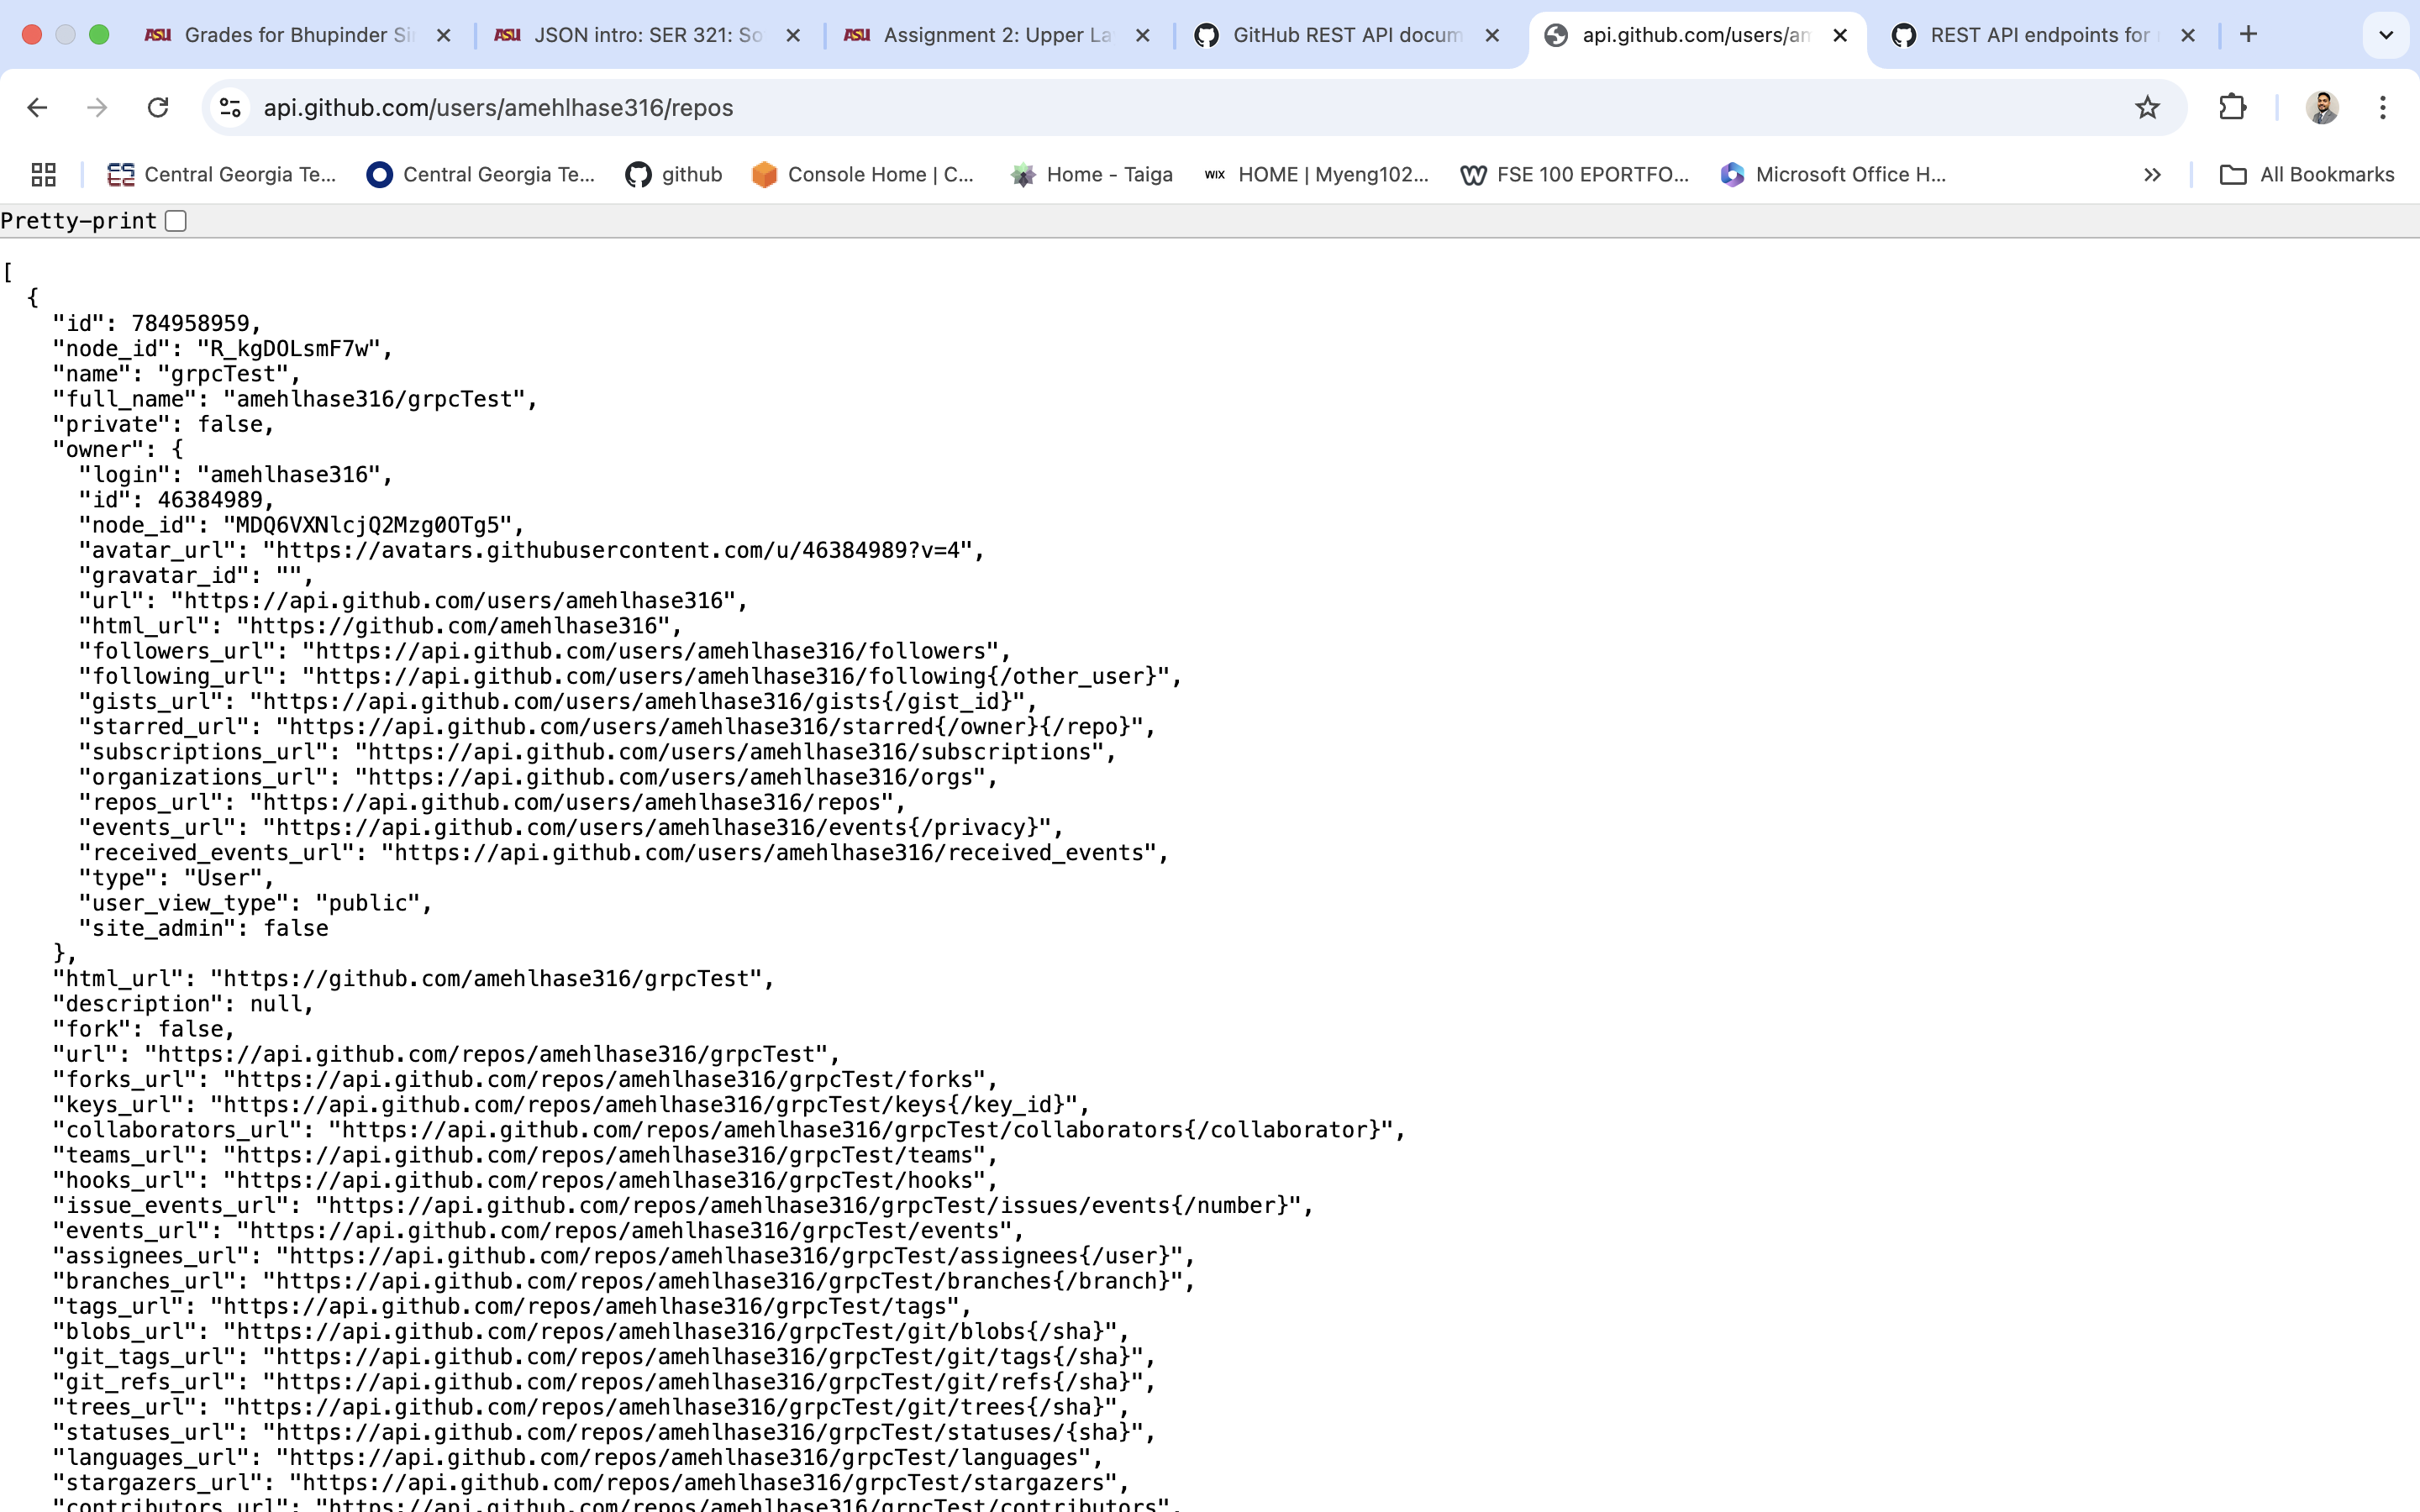 ASU Grades for Bhupinder Si
ASU JSON intro: SER 321: So
ASU Assignment 2: Upper La
GitHub REST API docum
api.github.com/users/am
REST API endpoints for
api.github.com/users/amehlhase316/repos
Central Georgia Te...
Central Georgia Te...
github
Console Home | C...
Home - Taiga
WIX HOME | Myeng102...
FSE 100 EPORTFO...
Microsoft Office H...
All Bookmarks
Pretty-print
[
{
"id": 784958959,
"node_id": "R_kgDOLsmF7w",
"name": "grpcTest",
"full_name": "amehlhase316/grpcTest",
"private": false,
"owner": {
"login": "amehlhase316",
"id": 46384989,
"node_id": "MDQ6VXNlcjQ2Mzg0OTg5",
"avatar_url": "https://avatars.githubusercontent.com/u/46384989?v=4",
"gravatar_id": "",
"url": "https://api.github.com/users/amehlhase316",
"html_url": "https://github.com/amehlhase316",
"followers_url": "https://api.github.com/users/amehlhase316/followers",
"following_url": "https://api.github.com/users/amehlhase316/following{/other_user}",
"gists_url": "https://api.github.com/users/amehlhase316/gists{/gist_id}",
"starred_url": "https://api.github.com/users/amehlhase316/starred{/owner}{/repo}",
"subscriptions_url": "https://api.github.com/users/amehlhase316/subscriptions",
"organizations_url": "https://api.github.com/users/amehlhase316/orgs",
"repos_url": "https://api.github.com/users/amehlhase316/repos",
"events_url": "https://api.github.com/users/amehlhase316/events{/privacy}",
"received_events_url": "https://api.github.com/users/amehlhase316/received_events",
"type": "User",
"user_view_type": "public",
"site_admin": false
},
"html_url": "https://github.com/amehlhase316/grpcTest",
"description": null,
"fork": false,
"url": "https://api.github.com/repos/amehlhase316/grpcTest",
"forks_url": "https://api.github.com/repos/amehlhase316/grpcTest/forks",
"keys_url": "https://api.github.com/repos/amehlhase316/grpcTest/keys{/key_id}",
"collaborators_url": "https://api.github.com/repos/amehlhase316/grpcTest/collaborators{/collaborator}",
"teams_url": "https://api.github.com/repos/amehlhase316/grpcTest/teams",
"hooks_url": "https://api.github.com/repos/amehlhase316/grpcTest/hooks",
"issue_events_url": "https://api.github.com/repos/amehlhase316/grpcTest/issues/events{/number}",
"events_url": "https://api.github.com/repos/amehlhase316/grpcTest/events",
"assignees_url": "https://api.github.com/repos/amehlhase316/grpcTest/assignees{/user}",
"branches_url": "https://api.github.com/repos/amehlhase316/grpcTest/branches{/branch}",
"tags_url": "https://api.github.com/repos/amehlhase316/grpcTest/tags",
"blobs_url": "https://api.github.com/repos/amehlhase316/grpcTest/git/blobs{/sha}",
"git_tags_url": "https://api.github.com/repos/amehlhase316/grpcTest/git/tags{/sha}",
"git_refs_url": "https://api.github.com/repos/amehlhase316/grpcTest/git/refs{/sha}",
"trees_url": "https://api.github.com/repos/amehlhase316/grpcTest/git/trees{/sha}",
"statuses_url": "https://api.github.com/repos/amehlhase316/grpcTest/statuses/{sha}",
"languages_url": "https://api.github.com/repos/amehlhase316/grpcTest/languages",
"stargazers_url": "https://api.github.com/repos/amehlhase316/grpcTest/stargazers",
"contributors_url": "https://api.github.com/repos/amehlhase316/grpcTest/contributors",